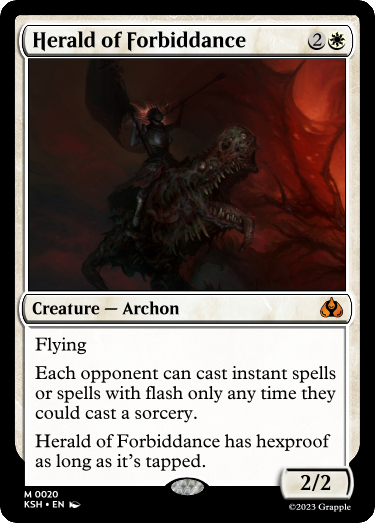 Herald of Forbiddance 2
Creature — Archon
Flying
Each opponent can cast instant spells
or spells with flash only any time they
could cast a sorcery.
Herald of Forbiddance has hexproof
as long as it's tapped.
2/2
M 0020
KSH • EN
©2023 Grapple